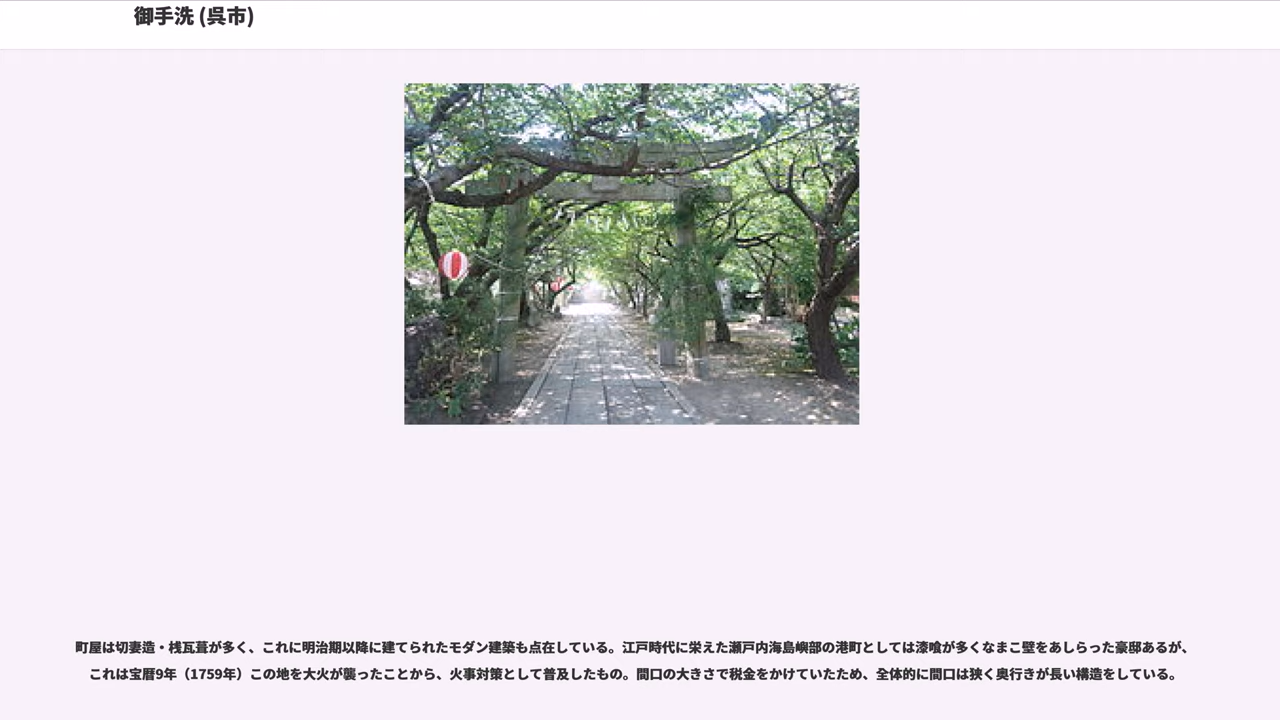 御手洗 (呉市)
町屋は切妻造・桟瓦葺が多く、これに明治期以降に建てられたモダン建築も点在している。江戸時代に栄えた瀬戸内海島嶼部の港町としては漆喰が多くなまこ壁をあしらった豪邸あるが、
これは宝暦9年（1759年）この地を大火が襲ったことから、火事対策として普及したもの。間口の大きさで税金をかけていたため、全体的に間口は狭く奥行きが長い構造をしている。